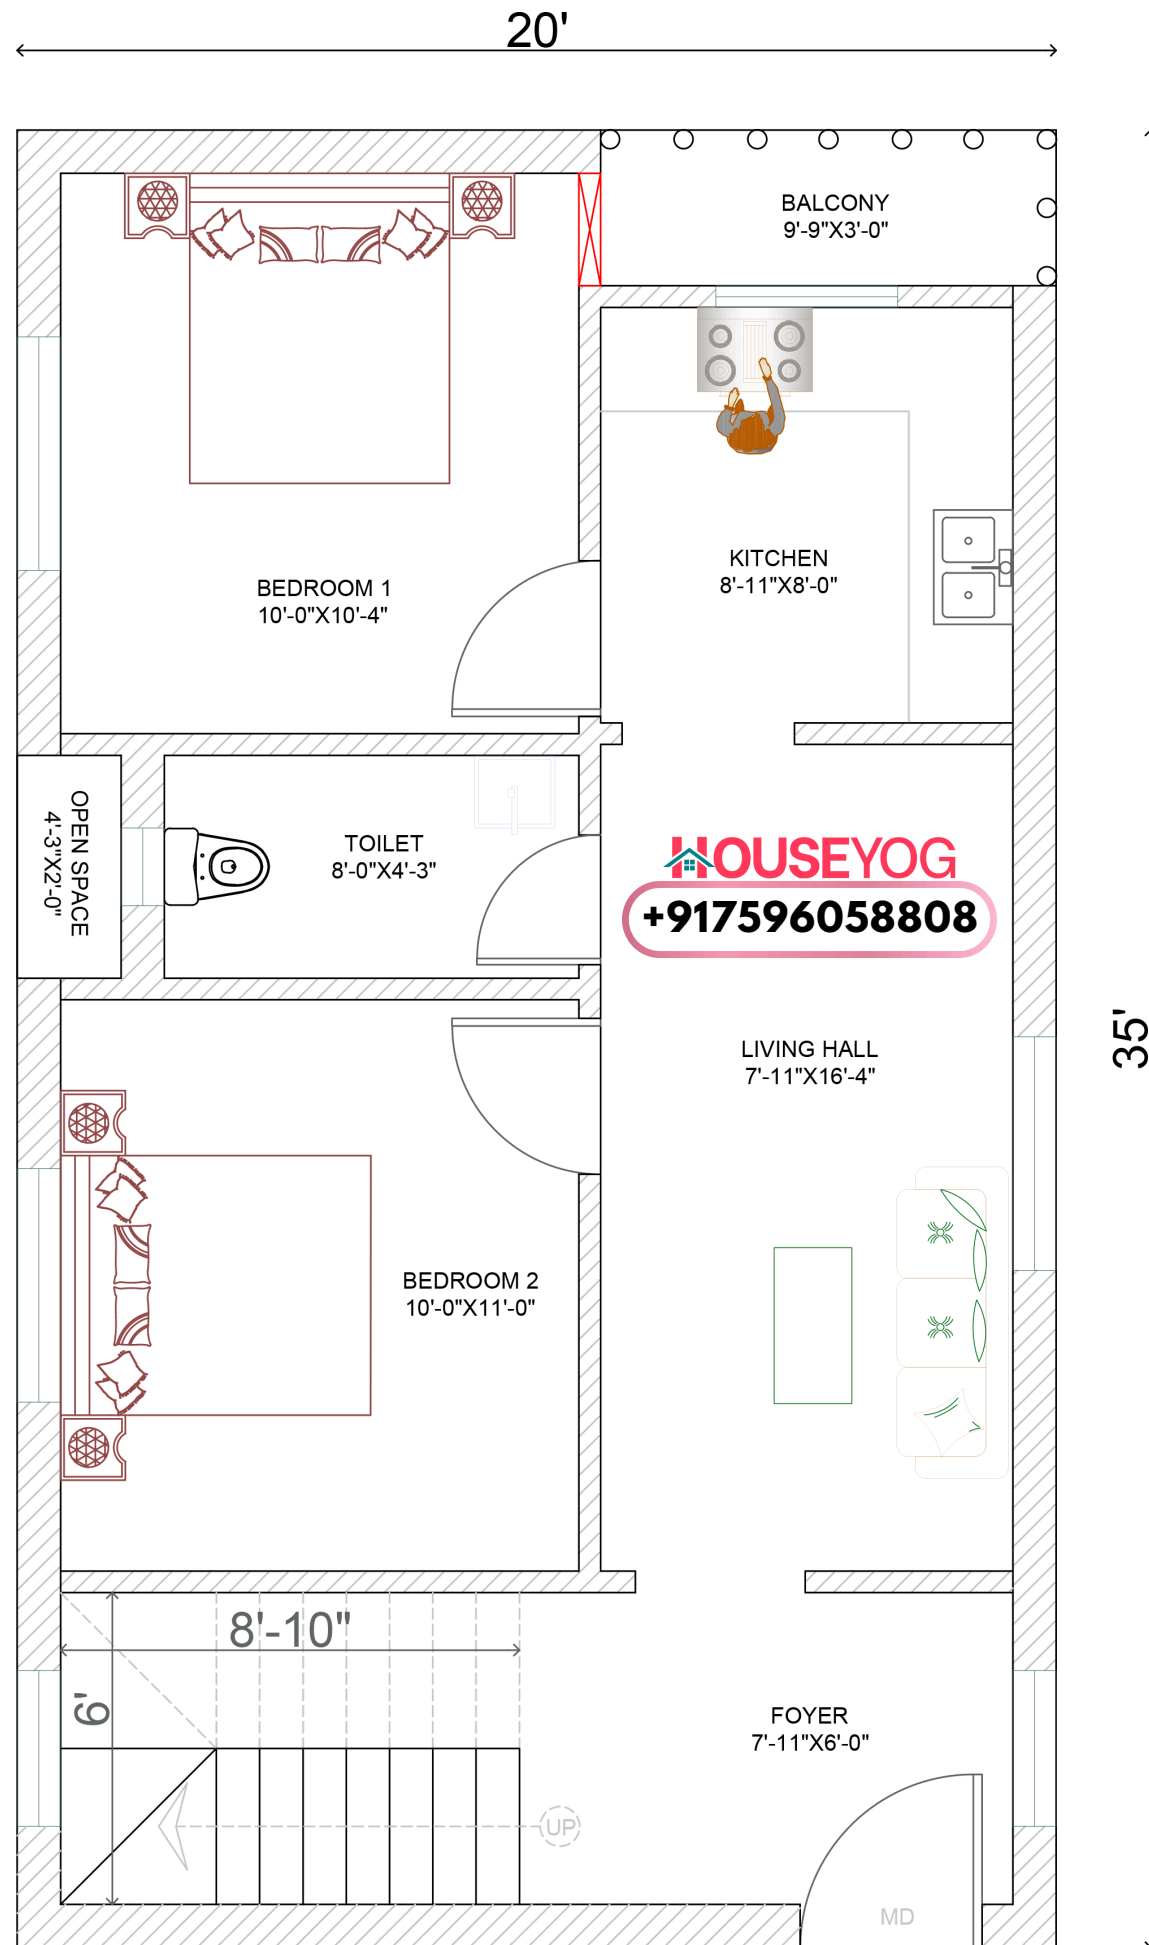 20'
BALCONY
9'-9"X3'-0"
KITCHEN
8'-11"X8'-0"
BEDROOM 1
10'-0"X10'-4"
OPEN SPACE
4'-3"X2'-0"
TOILET
8'-0"X4'-3"
HOUSEYOG
+917596058808
35'
LIVING HALL
7'-11"X16'-4"
BEDROOM 2
10'-0"X11'-0"
8'-10"
6'
FOYER
7'-11"X6'-0"
UP
MD